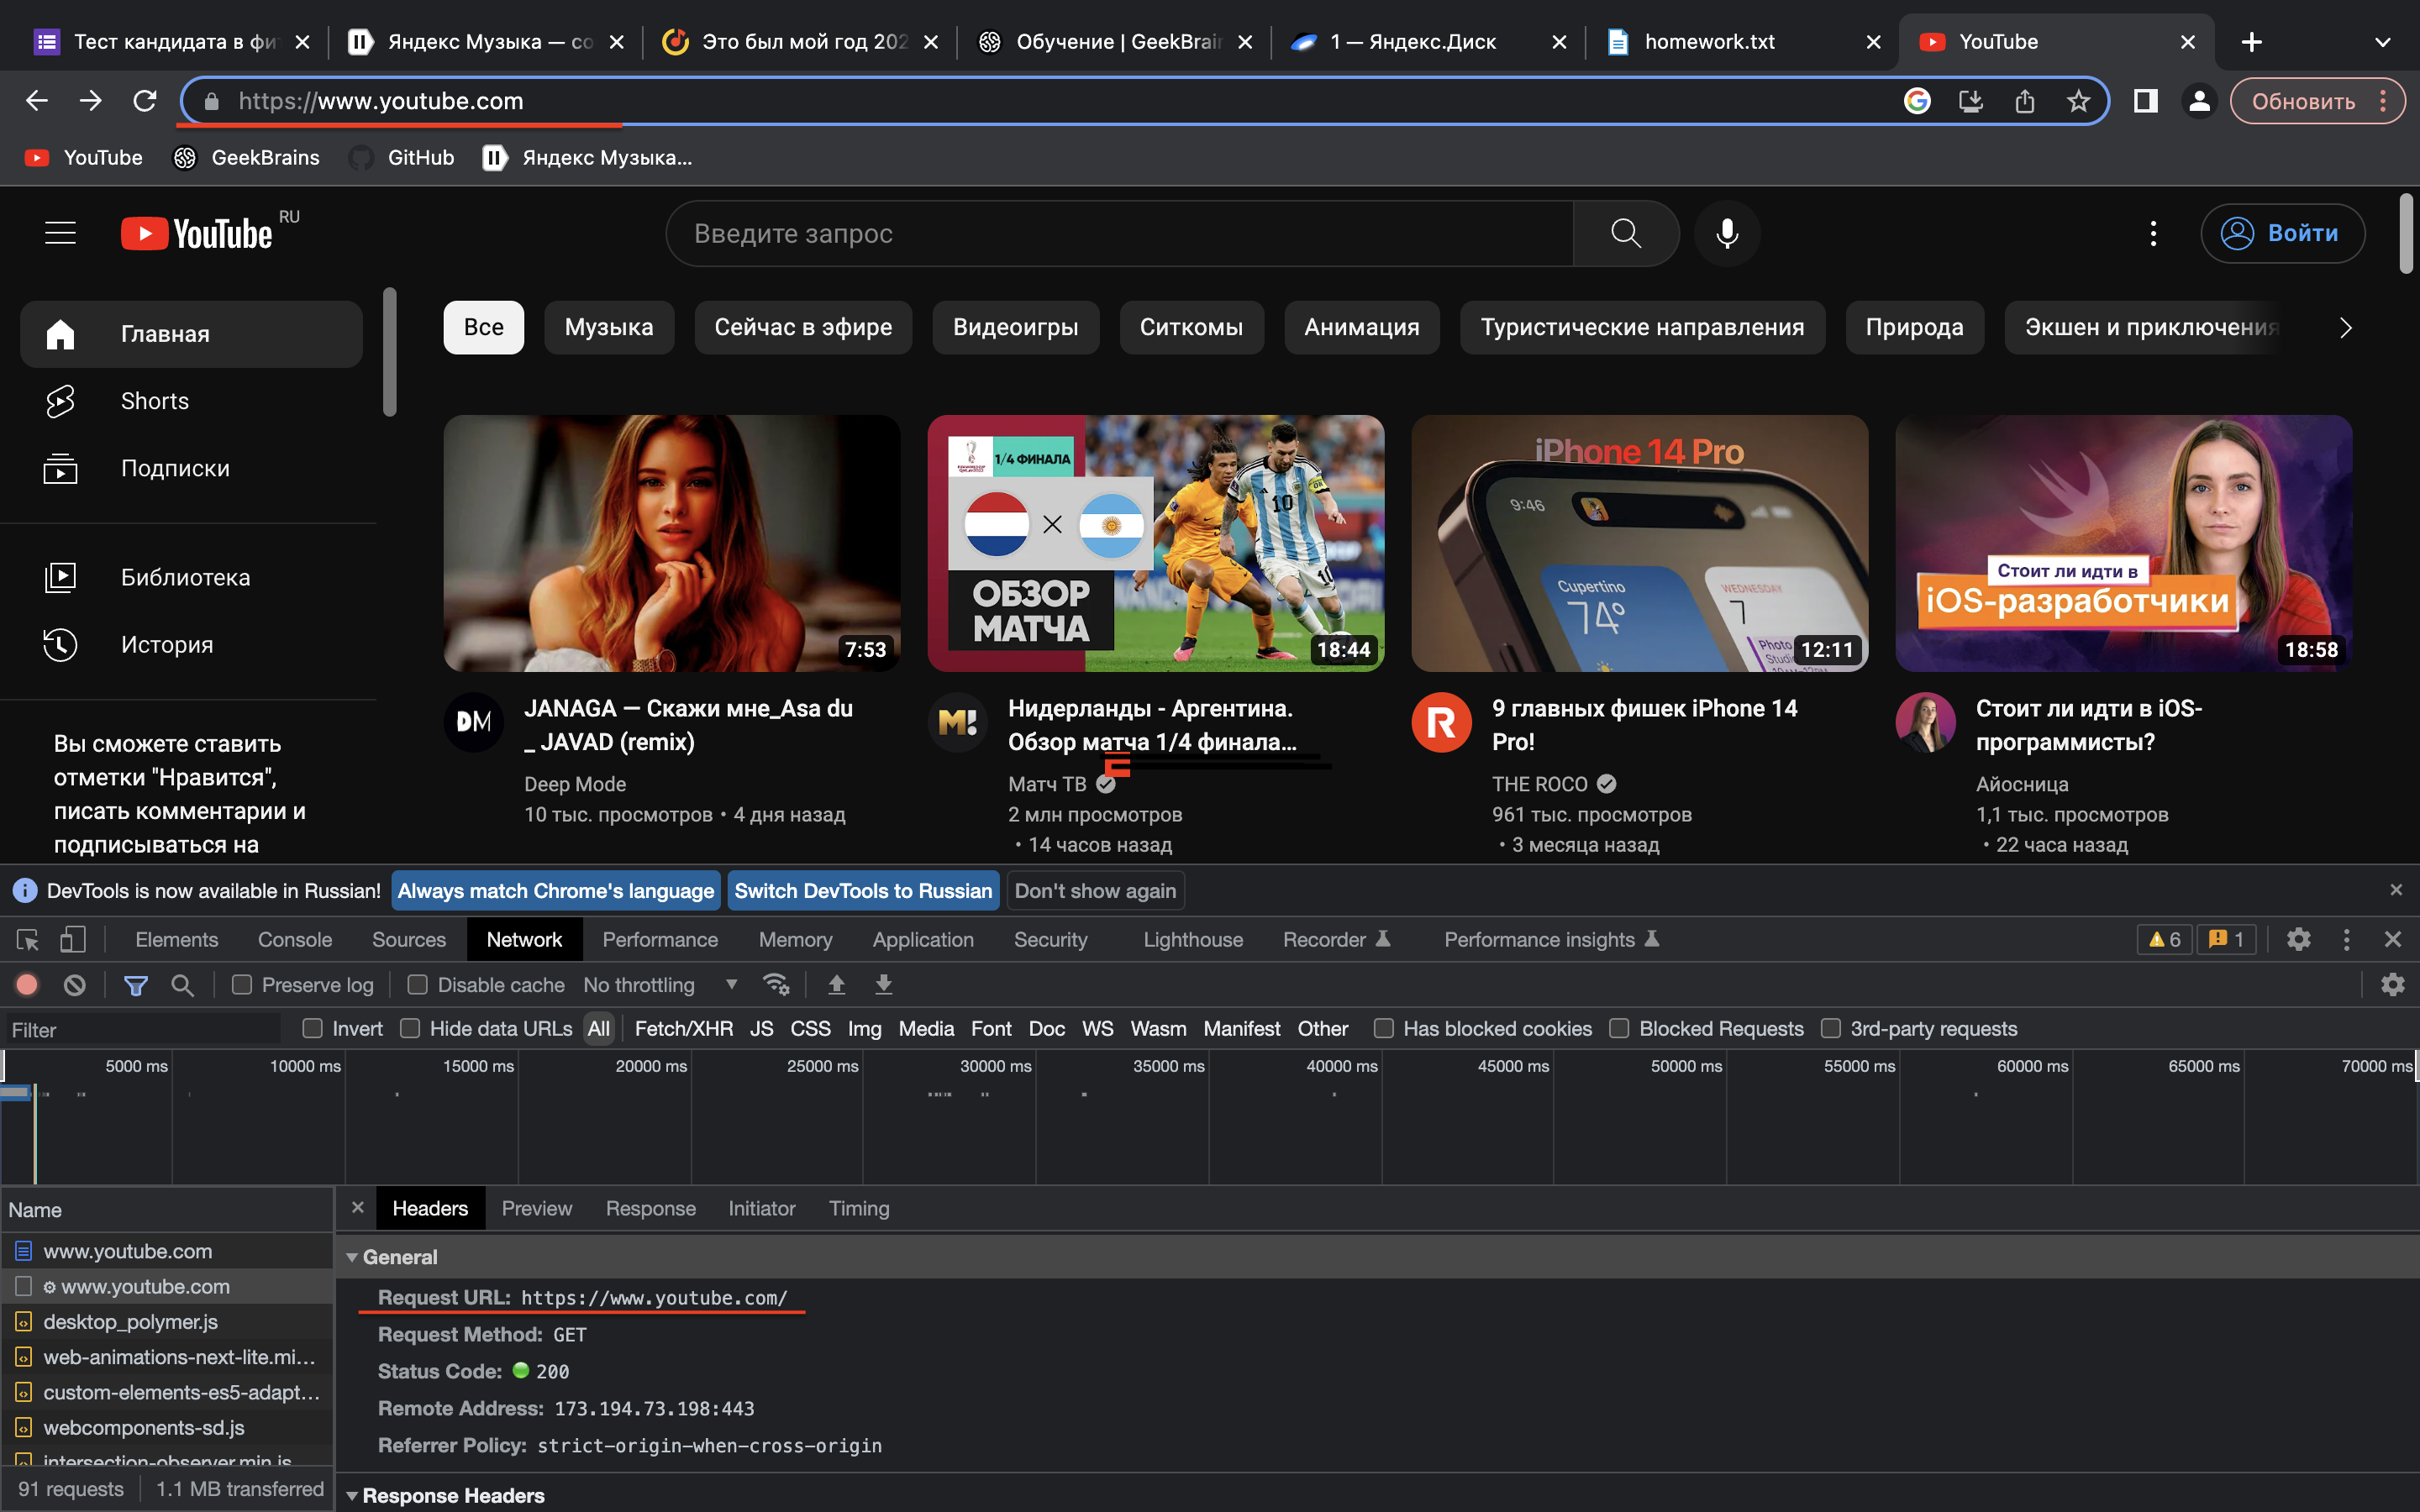 Тест кандидата в фи
Яндекс Музыка — со
Это был мой год 202
Обучение | GeekBrain
1 — Яндекс.Диск
homework.txt
YouTube
https://www.youtube.com
Обновить
YouTube
GeekBrains
GitHub
Яндекс Музыка...
YouTube RU
Введите запрос
Войти
Главная
Shorts
Подписки
Библиотека
История
Вы сможете ставить
отметки "Нравится",
писать комментарии и
подписываться на
Все
Музыка
Сейчас в эфире
Видеоигры
Ситкомы
Анимация
Туристические направления
Природа
Экшен и приключения
7:53
DM
JANAGA — Скажи мне_Asa du
_ JAVAD (remix)
Deep Mode
10 тыс. просмотров • 4 дня назад
1/4 ФИНАЛА
ОБЗОР
МАТЧА
10
18:44
М!
Нидерланды - Аргентина.
Обзор матча 1/4 финала...
Матч ТВ
2 млн просмотров
• 14 часов назад
iPhone 14 Pro
9:46
Cupertino
74°
WEDNESDAY
7
Photo
Studi
12:11
R
9 главных фишек iPhone 14
Pro!
THE ROCO
961 тыс. просмотров
• 3 месяца назад
Стоит ли идти в
iOS-разработчики
18:58
Стоит ли идти в iOS-
программисты?
Айосница
1,1 тыс. просмотров
• 22 часа назад
DevTools is now available in Russian!
Always match Chrome's language
Switch DevTools to Russian
Don't show again
Elements
Console
Sources
Network
Performance
Memory
Application
Security
Lighthouse
Recorder
Performance insights
6
1
Preserve log
Disable cache
No throttling
Filter
Invert
Hide data URLs
All
Fetch/XHR
JS
CSS
Img
Media
Font
Doc
WS
Wasm
Manifest
Other
Has blocked cookies
Blocked Requests
3rd-party requests
5000 ms
10000 ms
15000 ms
20000 ms
25000 ms
30000 ms
35000 ms
40000 ms
45000 ms
50000 ms
55000 ms
60000 ms
65000 ms
70000 ms
Name
www.youtube.com
www.youtube.com
desktop_polymer.js
web-animations-next-lite.mi...
custom-elements-es5-adapt...
webcomponents-sd.js
intersection-observer.min.js
91 requests
1.1 MB transferred
Headers
Preview
Response
Initiator
Timing
General
Request URL: https://www.youtube.com/
Request Method: GET
Status Code: 200
Remote Address: 173.194.73.198:443
Referrer Policy: strict-origin-when-cross-origin
Response Headers